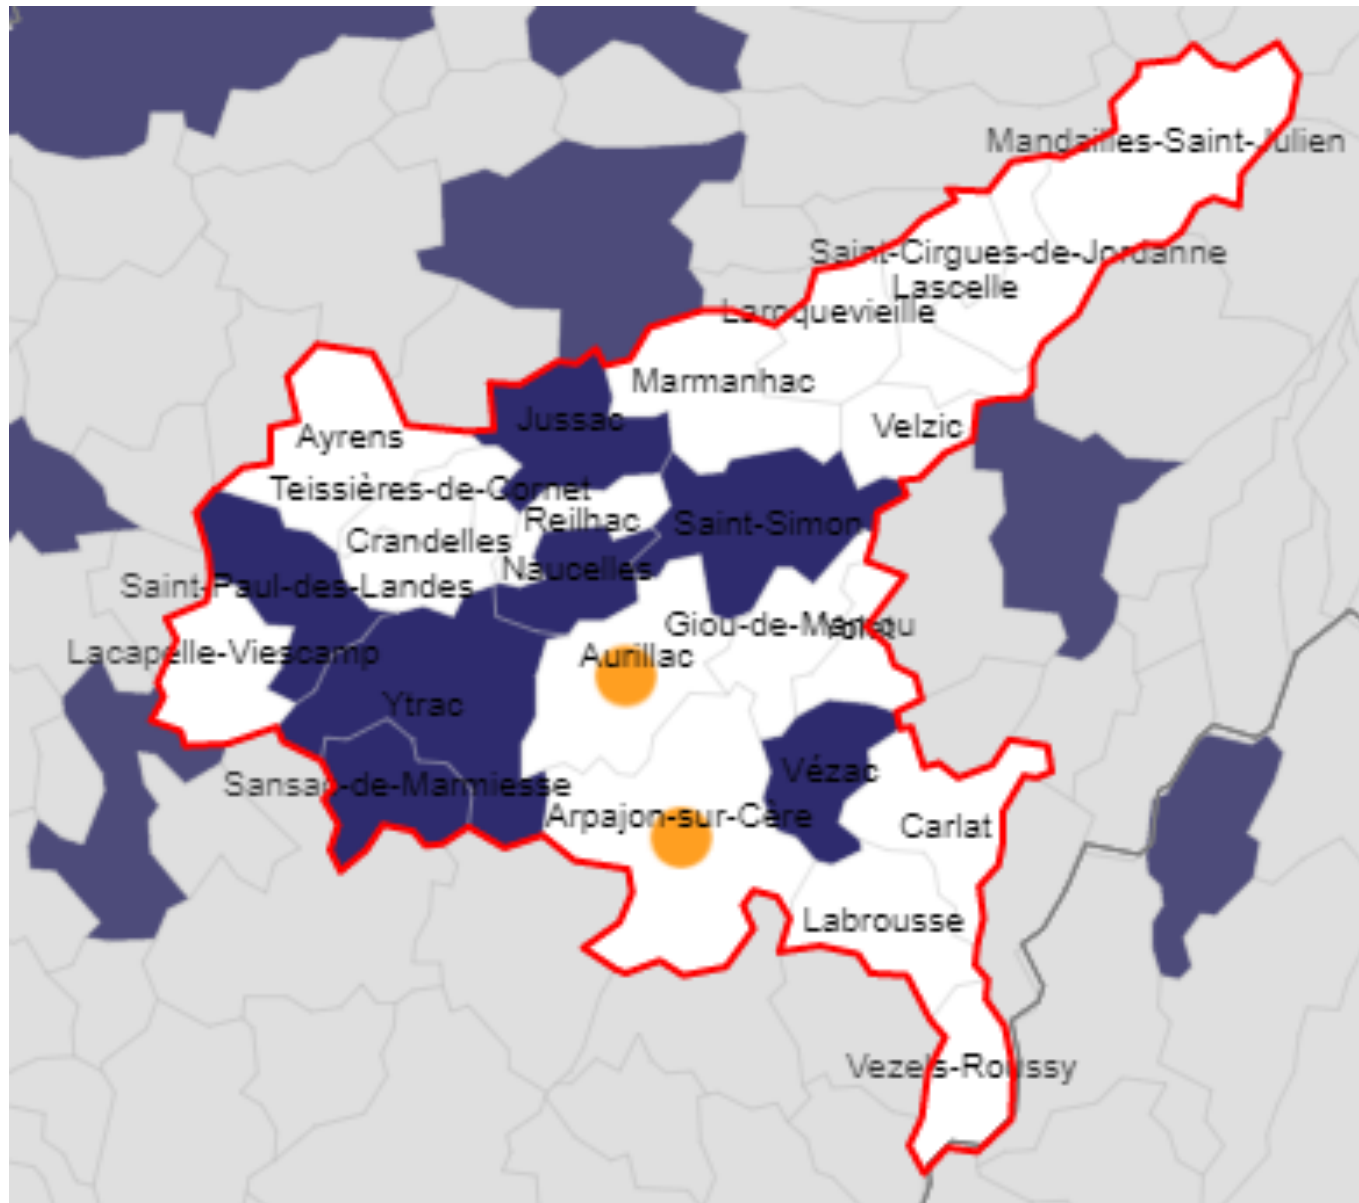 Mandailles-Saint-Julien
Saint-Cirgues-de-Jordanne
Lascelle
Laroquevieille
Marmanhac
Jussac
Velzic
Ayrens
Teissières-de-Cornet
Reilhac
Saint-Simon
Crandelles
Naucelles
Saint-Paul-des-Landes
Giou-de-Mamou
Yolet
Lacapelle-Viescamp
Aurillac
Ytrac
Vézac
Sansac-de-Marmiesse
Arpajon-sur-Cère
Carlat
Labrousse
Vezels-Roussy